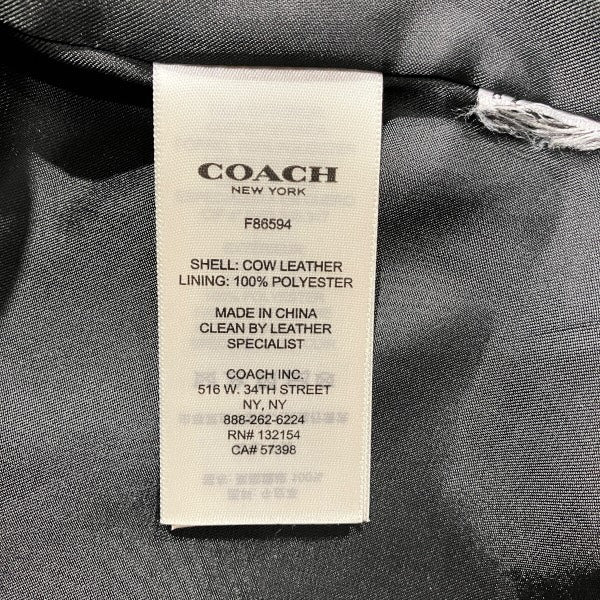 COACH
NEW YORK
F86594
SHELL: COW LEATHER
LINING: 100% POLYESTER
MADE IN CHINA
CLEAN BY LEATHER
SPECIALIST
COACH INC.
516 W. 34TH STREET
NY, NY
888-262-6224
RN# 132154
CA# 57398